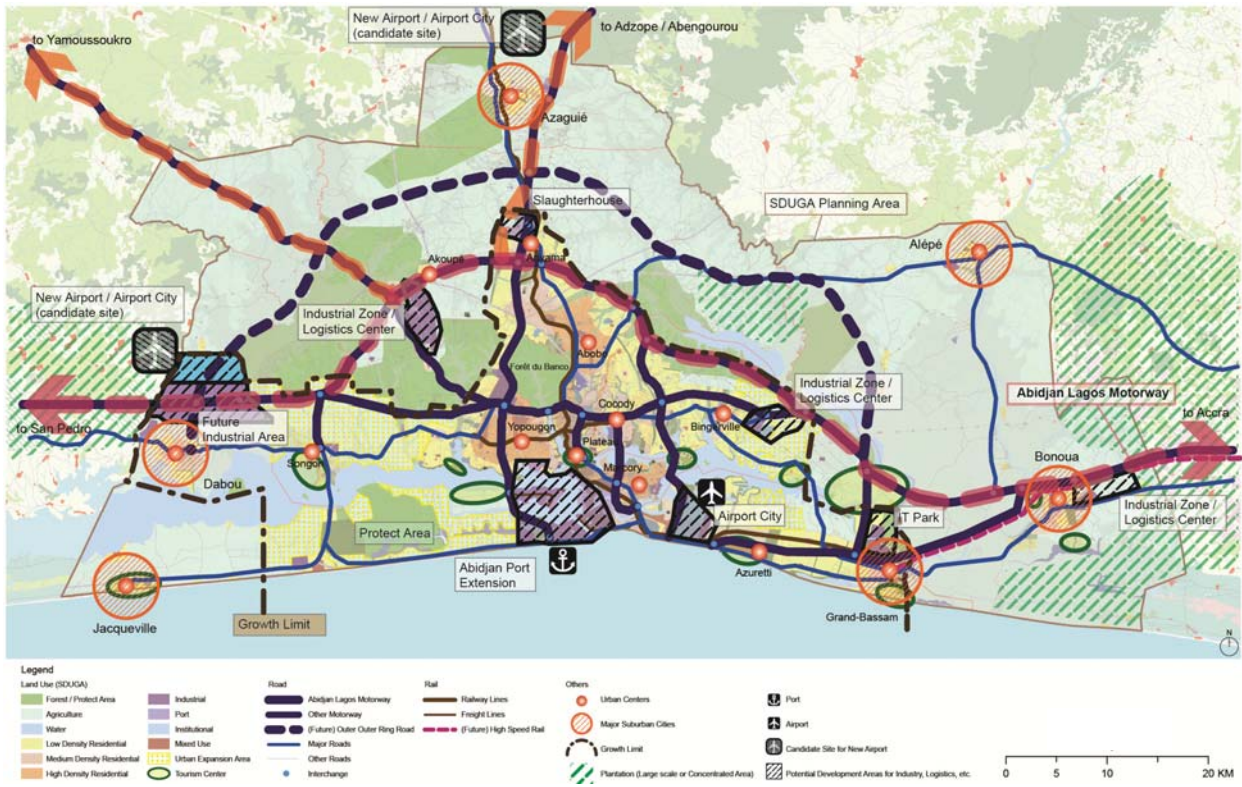 New Airport / Airport City
(candidate site)
to Adzope / Abengourou
to Yamoussoukro
Azaguié
Slaughterhouse
SDUGA Planning Area
Alépé
Akoupé
Anyama
New Airport / Airport City
(candidate site)
Industrial Zone /
Logistics Center
Abobo
Forêt du Banco
Industrial Zone /
Logistics Center
Abidjan Lagos Motorway
to Accra
to San Pedro
Future
Industrial Area
Cocody
Bingerville
Yopougon
Plateau
Songon
Marcory
Bonoua
Dabou
Airport City
IT Park
Industrial Zone /
Logistics Center
Protect Area
Abidjan Port
Extension
Azuretti
Grand-Bassam
Jacqueville
Growth Limit
N
Legend
Land Use (SDUGA)
Forest / Protect Area
Agriculture
Water
Low Density Residential
Medium Density Residential
High Density Residential
Industrial
Port
Institutional
Mixed Use
Urban Expansion Area
Tourism Center
Road
Abidjan Lagos Motorway
Other Motorway
(Future) Outer Outer Ring Road
Major Roads
Other Roads
Interchange
Rail
Railway Lines
Freight Lines
(Future) High Speed Rail
Others
Urban Centers
Major Suburban Cities
Growth Limit
Plantation (Large scale or Concentrated Area)
Port
Airport
Candidate Site for New Airport
Potential Development Areas for Industry, Logistics, etc.
0 5 10 20 KM